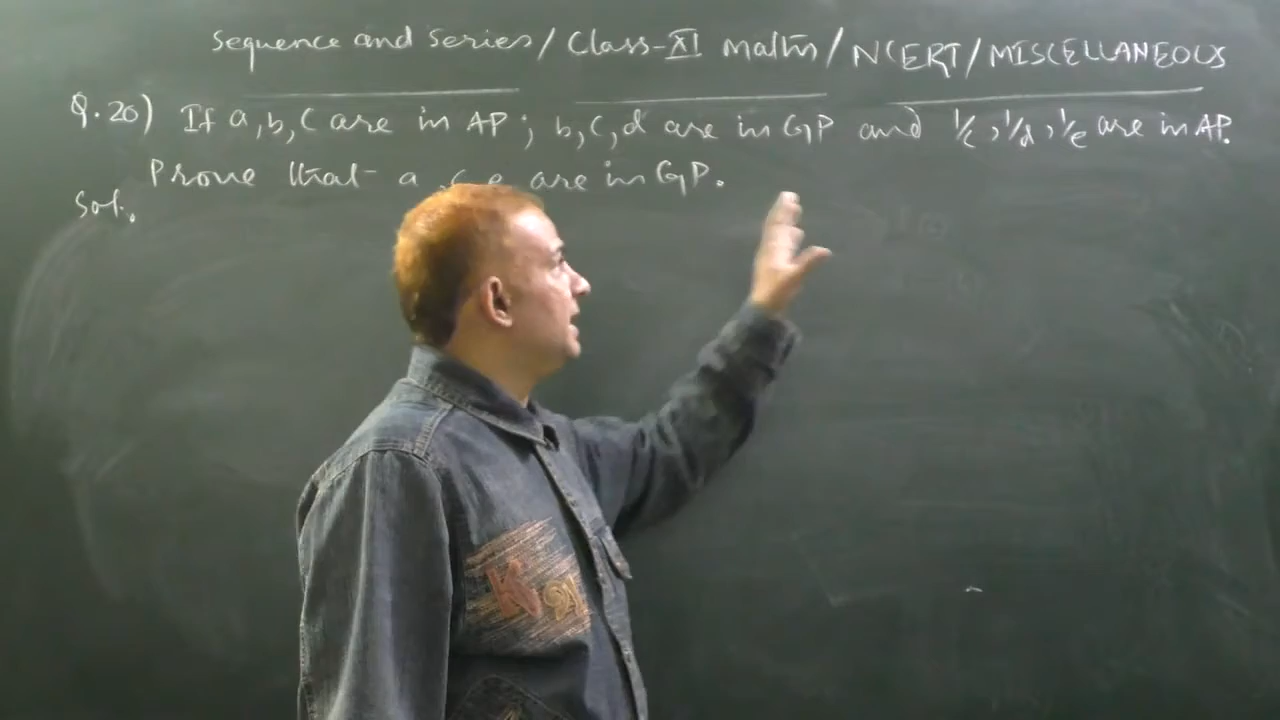 Sequence and Series/Class-XI Maths/NCERT/MISCELLANEOUS
Q.20) If a,b,c are in AP; b,c,d are in GP and 1/c,1/d,1/e are in AP.
Prove that a,c,e are in GP.
Sol.
K